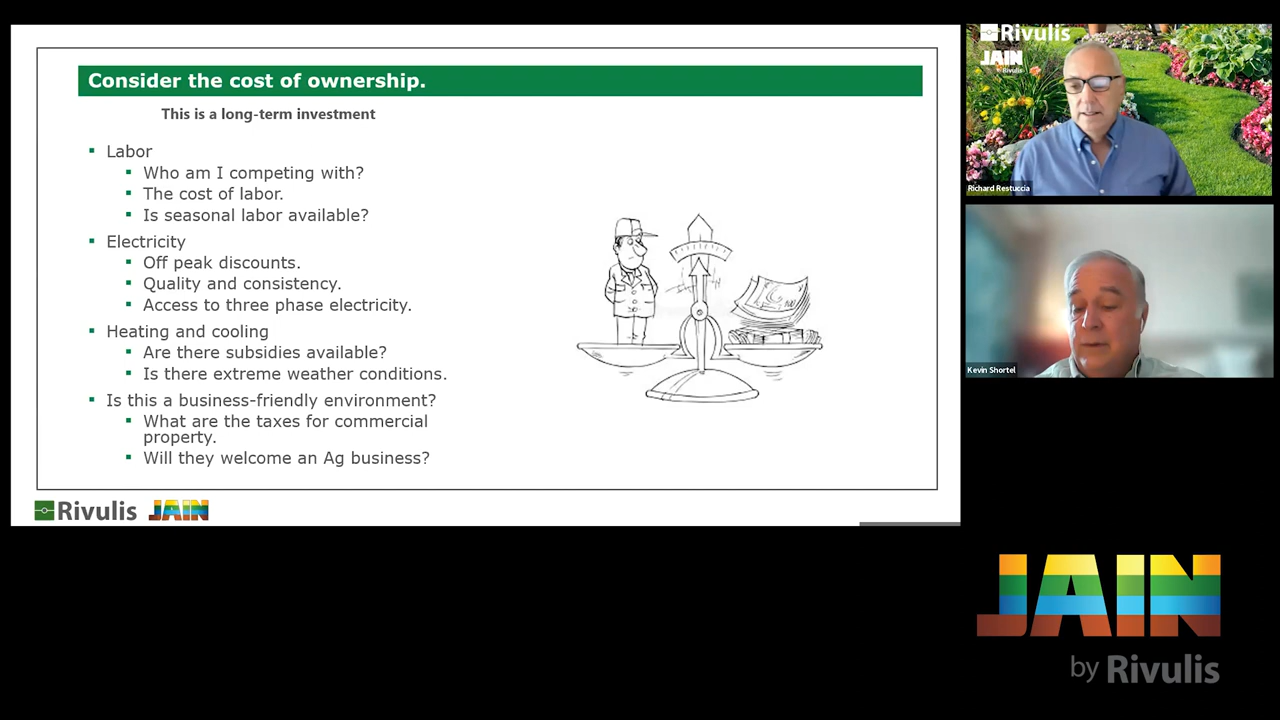 Consider the cost of ownership.
This is a long-term investment
Labor
Who am I competing with?
The cost of labor.
Is seasonal labor available?
Electricity
Off peak discounts.
Quality and consistency.
Access to three phase electricity.
Heating and cooling
Are there subsidies available?
Is there extreme weather conditions.
Is this a business-friendly environment?
What are the taxes for commercial
property.
Will they welcome an Ag business?
Rivulis JAIN
Rivulis
JAIN
by Rivulis
Richard Restuccia
Kevin Shortel
JAIN
by Rivulis